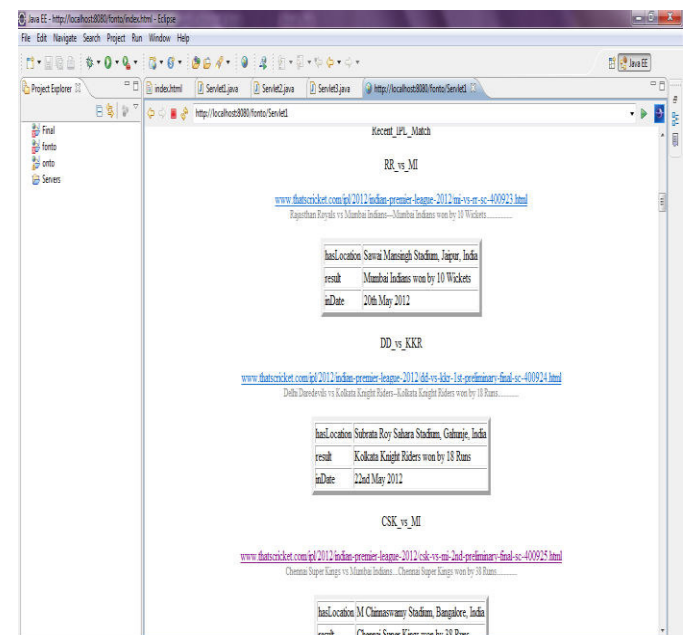 Java EE - http://localhost:8080/fonto/index.html - Eclipse
File Edit Navigate Search Project Run Window Help
Java EE
Project Explorer
index.html Servlet1.java Servlet2.java Servlet3.java http://localhost:8080/fonto/Servlet1
http://localhost:8080/fonto/Servlet1
Final
fonto
onto
Servers
Recent_IPL_Match
RR_vs_MI
www.thatscricket.com/ipl/2012/indian-premier-league-2012/mi-vs-rr-sc-400923.html
Rajasthan Royals vs Mumbai Indians---Mumbai Indians won by 10 Wickets..............
hasLocation Sawai Mansingh Stadium, Jaipur, India
result Mumbai Indians won by 10 Wickets
inDate 20th May 2012
DD_vs_KKR
www.thatscricket.com/ipl/2012/indian-premier-league-2012/dd-vs-kkr-1st-preliminary-final-sc-400924.html
Delhi Daredevils vs Kolkata Knight Riders--Kolkata Knight Riders won by 18 Runs............
hasLocation Subrata Roy Sahara Stadium, Gahunje, India
result Kolkata Knight Riders won by 18 Runs
inDate 22nd May 2012
CSK_vs_MI
www.thatscricket.com/ipl/2012/indian-premier-league-2012/csk-vs-mi-2nd-preliminary-final-sc-400925.html
Chennai Super Kings vs Mumbai Indians...Chennai Super Kings won by 38 Runs............
hasLocation M Chinnaswamy Stadium, Bangalore, India
result Chennai Super Kings won by 38 Runs